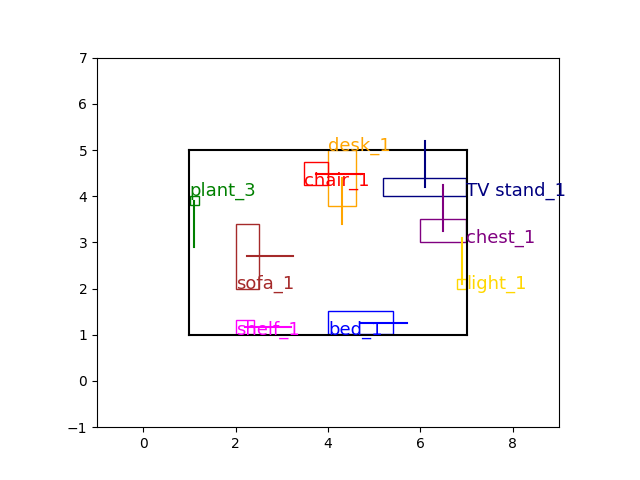 7
6
5
4
3
2
1
0
−1
desk_1
chair_1
plant_3
TV stand_1
chest_1
sofa_1
light_1
shelf_1
bed_1
0 2 4 6 8